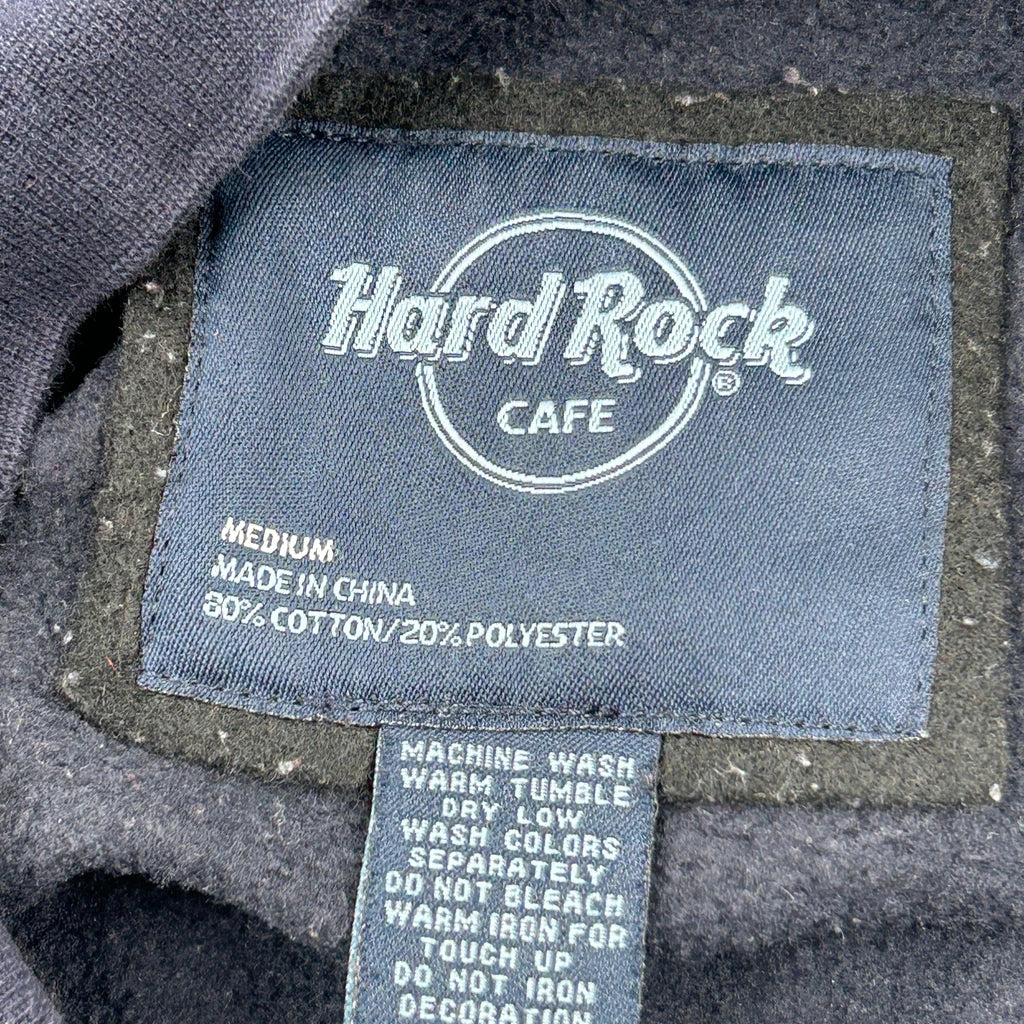 Hard Rock
®
CAFE
MEDIUM
MADE IN CHINA
80% COTTON/20% POLYESTER
MACHINE WASH
WARM TUMBLE
DRY LOW
WASH COLORS
SEPARATELY
DO NOT BLEACH
WARM IRON FOR
TOUCH UP
DO NOT IRON
DECORATION